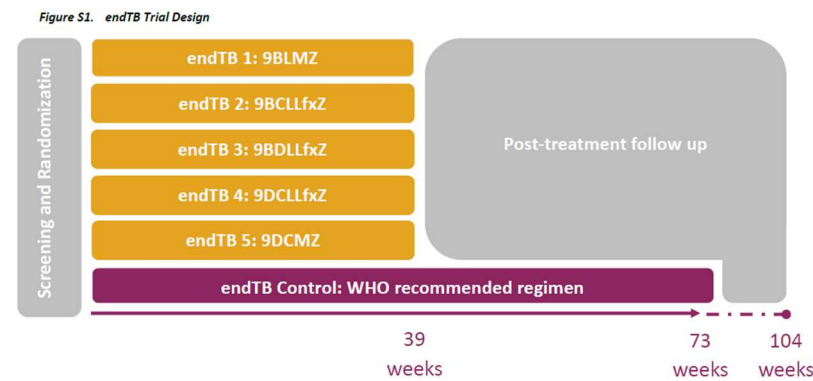 Figure S1. endTB Trial Design
Screening and Randomization
endTB 1: 9BLMZ
endTB 2: 9BCLLfxZ
endTB 3: 9BDLLfxZ
endTB 4: 9DCLLfxZ
endTB 5: 9DCMZ
Post-treatment follow up
endTB Control: WHO recommended regimen
39
weeks
73
weeks
104
weeks